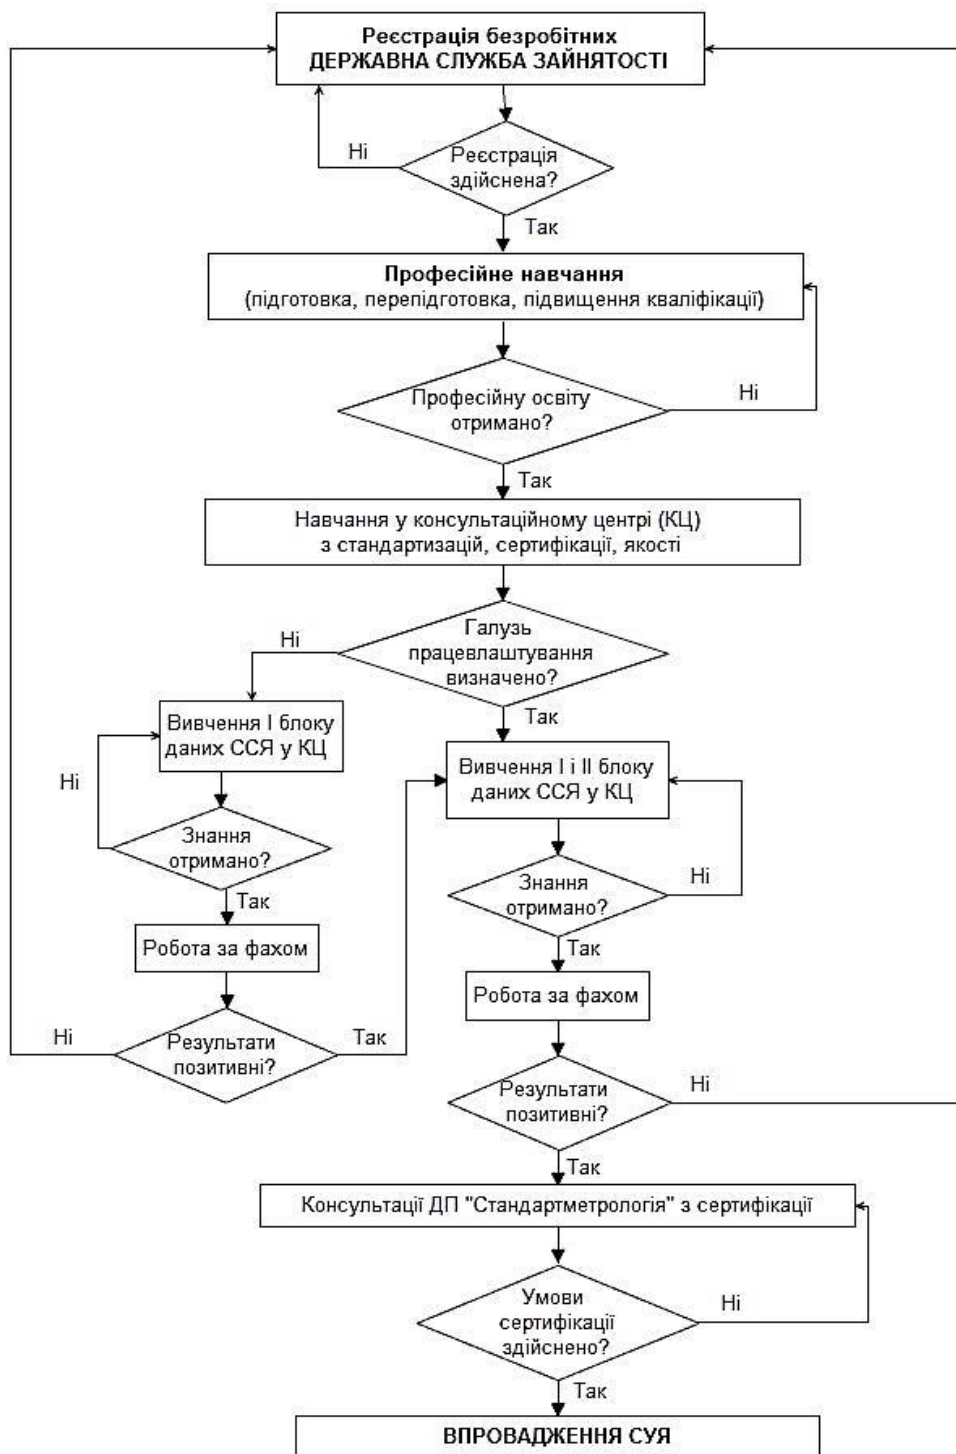 Реєстрація безробітних
ДЕРЖАВНА СЛУЖБА ЗАЙНЯТОСТІ
Ні
Реєстрація
здійснена?
Так
Професійне навчання
(підготовка, перепідготовка, підвищення кваліфікації)
Професійну освіту
отримано?
Ні
Так
Навчання у консультаційному центрі (КЦ)
з стандартизацій, сертифікації, якості
Ні
Галузь
працевлаштування
визначено?
Так
Вивчення І блоку
даних ССЯ у КЦ
Вивчення І і ІІ блоку
даних ССЯ у КЦ
Ні
Знання
отримано?
Так
Знання
отримано?
Ні
Так
Робота за фахом
Робота за фахом
Ні
Результати
позитивні?
Так
Результати
позитивні?
Ні
Так
Консультації ДП "Стандартметрологія" з сертифікації
Умови
сертифікації
здійснено?
Ні
Так
ВПРОВАДЖЕННЯ СУЯ